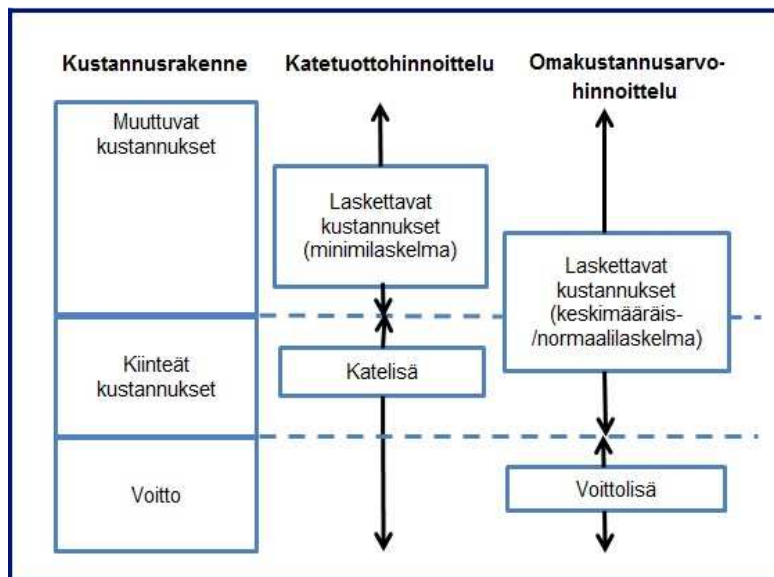 Kustannusrakenne
Katetuottohinnoittelu
Omakustannusarvo-
hinnoittelu
Muuttuvat
kustannukset
Laskettavat
kustannukset
(minimilaskelma)
Laskettavat
kustannukset
(keskimääräis-
/normaalilaskelma)
Kiinteät
kustannukset
Katelisä
Voitto
Voittolisä